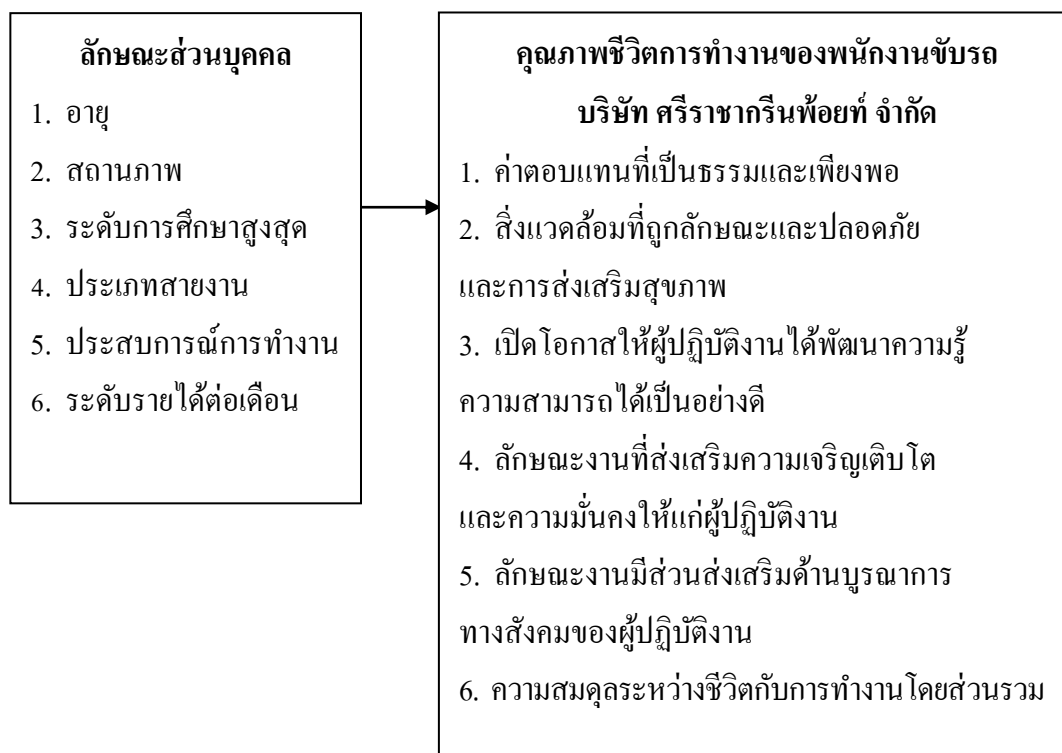 ลักษณะส่วนบุคคล
1. อายุ
2. สถานภาพ
3. ระดับการศึกษาสูงสุด
4. ประเภทสายงาน
5. ประสบการณ์การทำงาน
6. ระดับรายได้ต่อเดือน
คุณภาพชีวิตการทำงานของพนักงานขับรถ
บริษัท ศรีราชากรีนพ้อยท์ จำกัด
1. ค่าตอบแทนที่เป็นธรรมและเพียงพอ
2. สิ่งแวดล้อมที่ถูกลักษณะและปลอดภัย
และการส่งเสริมสุขภาพ
3. เปิดโอกาสให้ผู้ปฏิบัติงานได้พัฒนาความรู้
ความสามารถได้เป็นอย่างดี
4. ลักษณะงานที่ส่งเสริมความเจริญเติบโต
และความมั่นคงให้แก่ผู้ปฏิบัติงาน
5. ลักษณะงานมีส่วนส่งเสริมด้านบูรณาการ
ทางสังคมของผู้ปฏิบัติงาน
6. ความสมดุลระหว่างชีวิตกับการทำงานโดยส่วนรวม